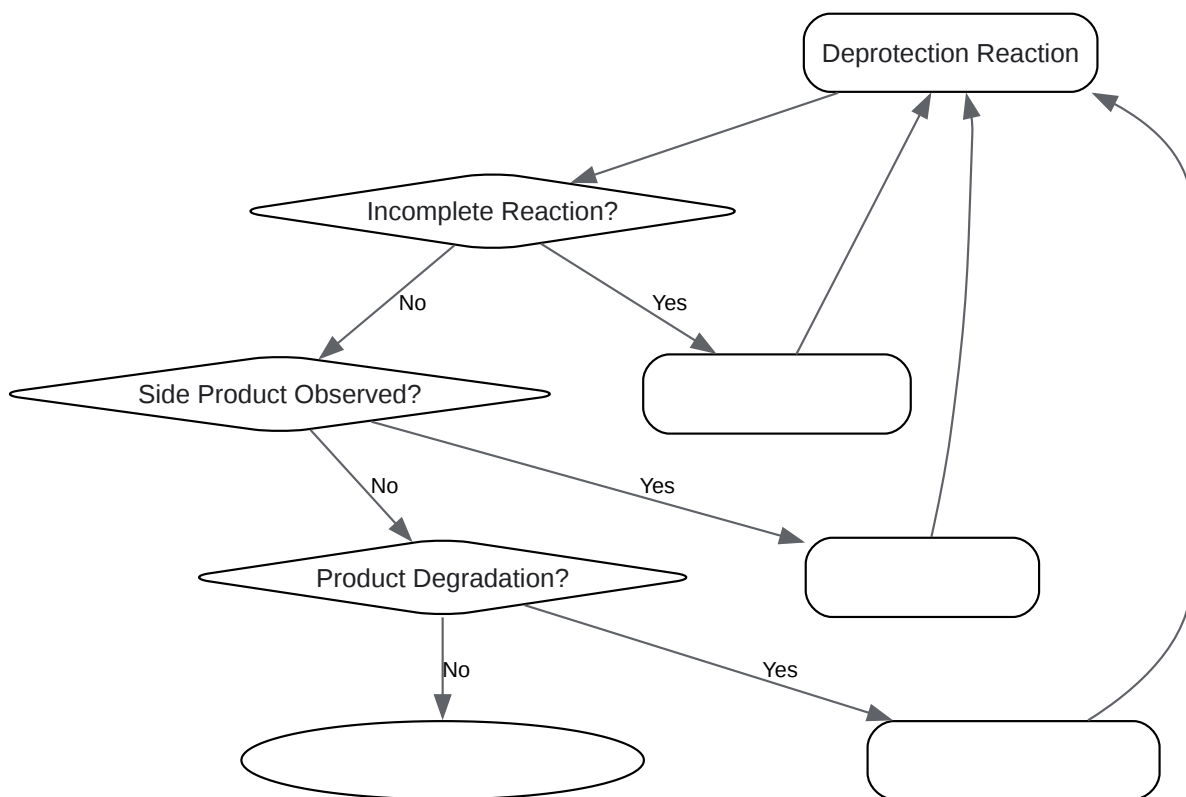 Deprotection Reaction
Incomplete Reaction?
No
Yes
Side Product Observed?
No
Yes
Product Degradation?
No
Yes